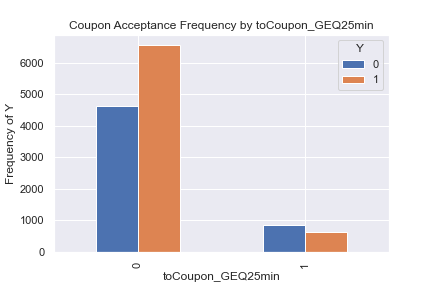 Coupon Acceptance Frequency by toCoupon_GEQ25min
Y
0
1
Frequency of Y
6000
5000
4000
3000
2000
1000
0
0
1
toCoupon_GEQ25min